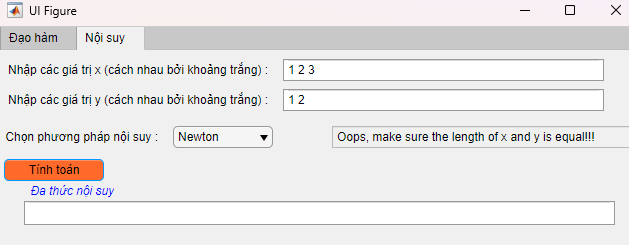 UI Figure
Đạo hàm Nội suy
Nhập các giá trị x (cách nhau bởi khoảng trắng) : 1 2 3
Nhập các giá trị y (cách nhau bởi khoảng trắng) : 1 2
Chọn phương pháp nội suy : Newton Oops, make sure the length of x and y is equal!!!
Tính toán
Đa thức nội suy